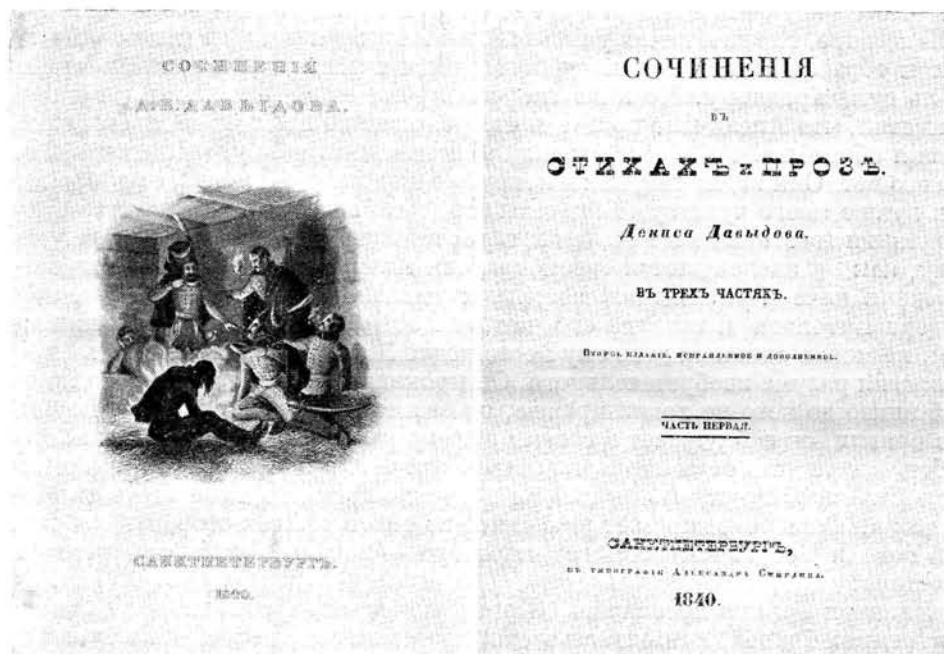 СОЧИНЕНІЯ
Д. В. ДАВЫДОВА.
САНКТПЕТЕРБУРГЪ.
1840.
СОЧИНЕНІЯ
ВЪ
СТИХАХЪ и ПРОЗѢ.
Дениса Давыдова.
ВЪ ТРЕХЪ ЧАСТЯХЪ.
Второе изданіе, исправленное и дополненное.
ЧАСТЬ ПЕРВАЯ.
САНКТПЕТЕРБУРГЪ,
въ типографіи Александра Смирдина.
1840.